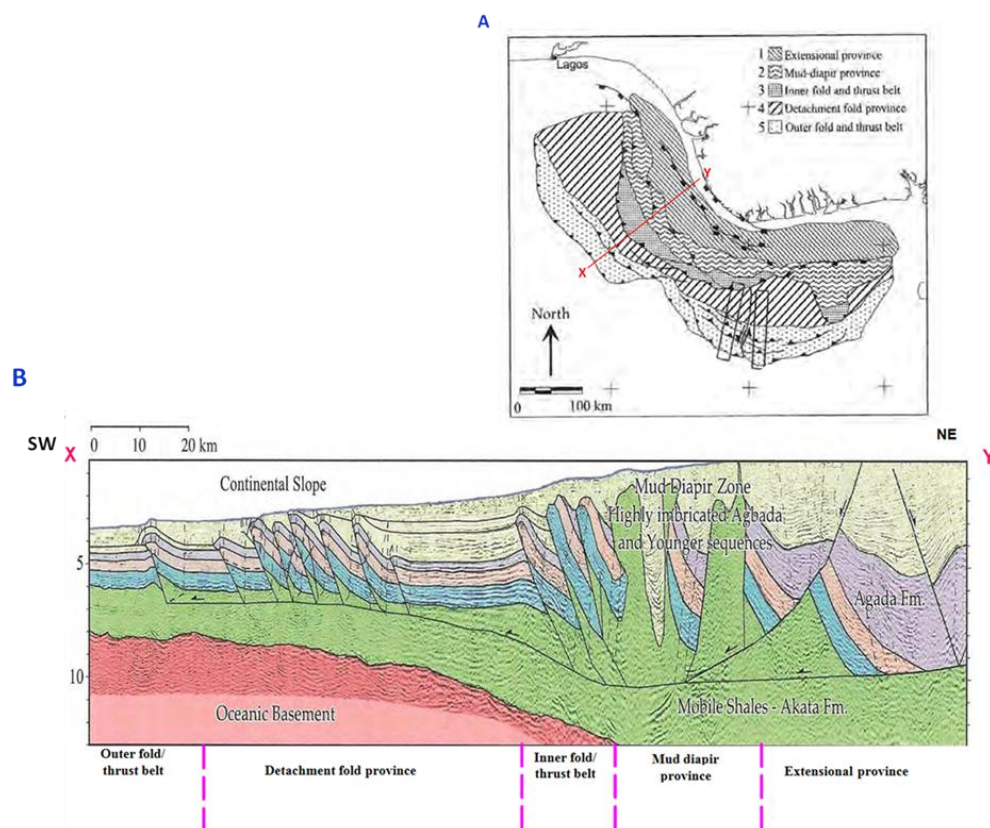 A
Lagos
1 Extensional province
2 Mud-diapir province
3 Inner fold and thrust belt
4 Detachment fold province
5 Outer fold and thrust belt
Y
X
North
0 100 km
B
SW
X
0 10 20 km
NE
Y
Continental Slope
Mud Diapir Zone
Highly imbricated Agbada
and Younger sequences
5
Agada Fm.
10
Oceanic Basement
Mobile Shales - Akata Fm.
Outer fold/
thrust belt
Detachment fold province
Inner fold/
thrust belt
Mud diapir
province
Extensional province